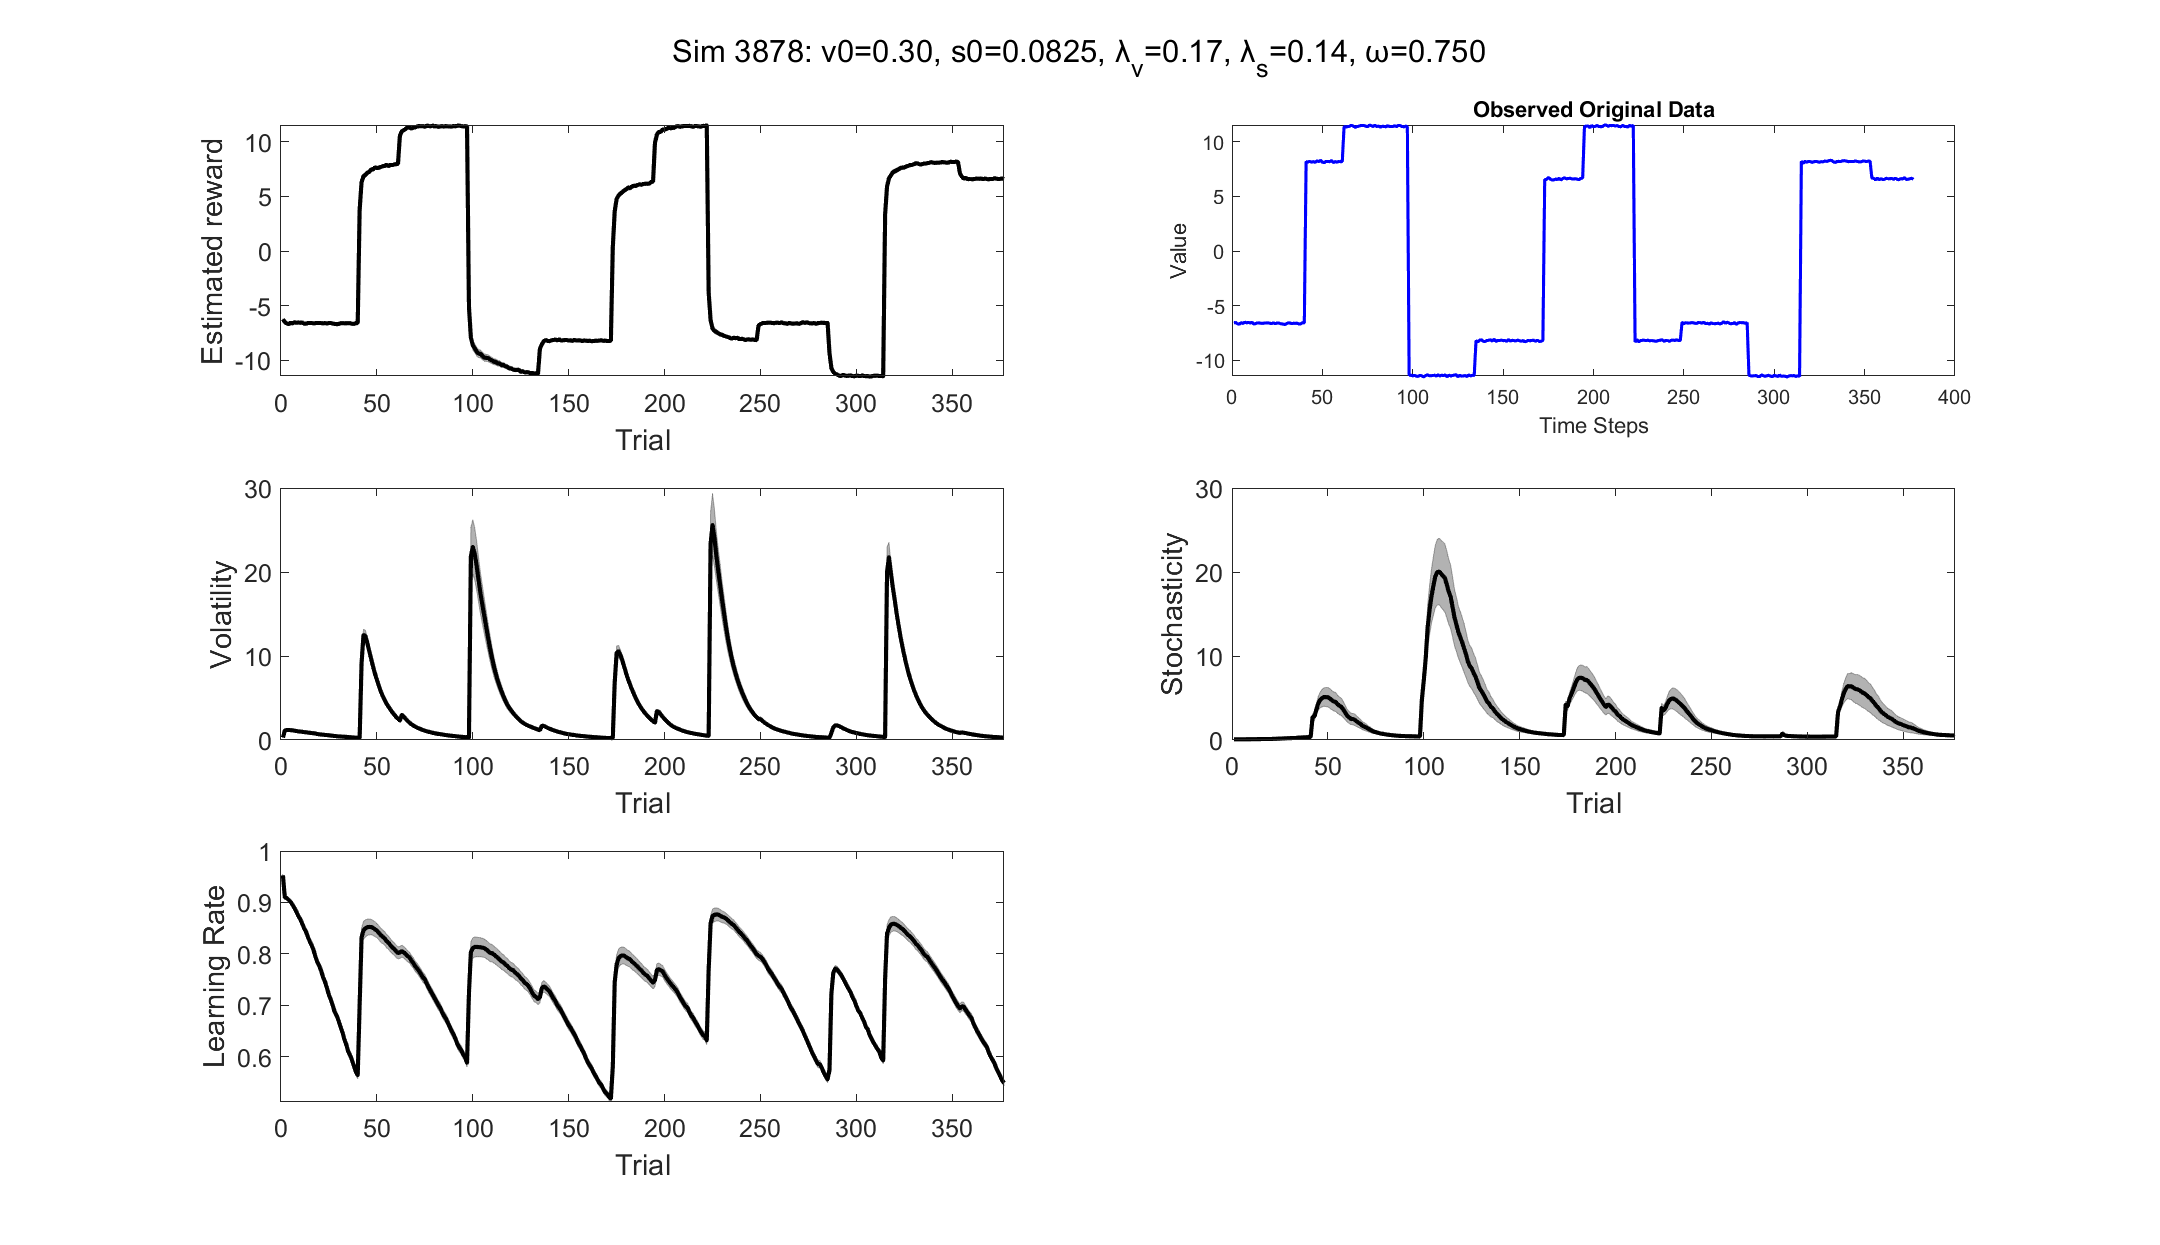 Sim 3878: v0=0.30, s0=0.0825, λ_v=0.17, λ_s=0.14, ω=0.750
Estimated reward
10
5
0
-5
-10
0 50 100 150 200 250 300 350
Trial
Observed Original Data
Value
10
5
0
-5
-10
0 50 100 150 200 250 300 350 400
Time Steps
Volatility
30
20
10
0
0 50 100 150 200 250 300 350
Trial
Stochasticity
30
20
10
0
0 50 100 150 200 250 300 350
Trial
Learning Rate
1
0.9
0.8
0.7
0.6
0 50 100 150 200 250 300 350
Trial